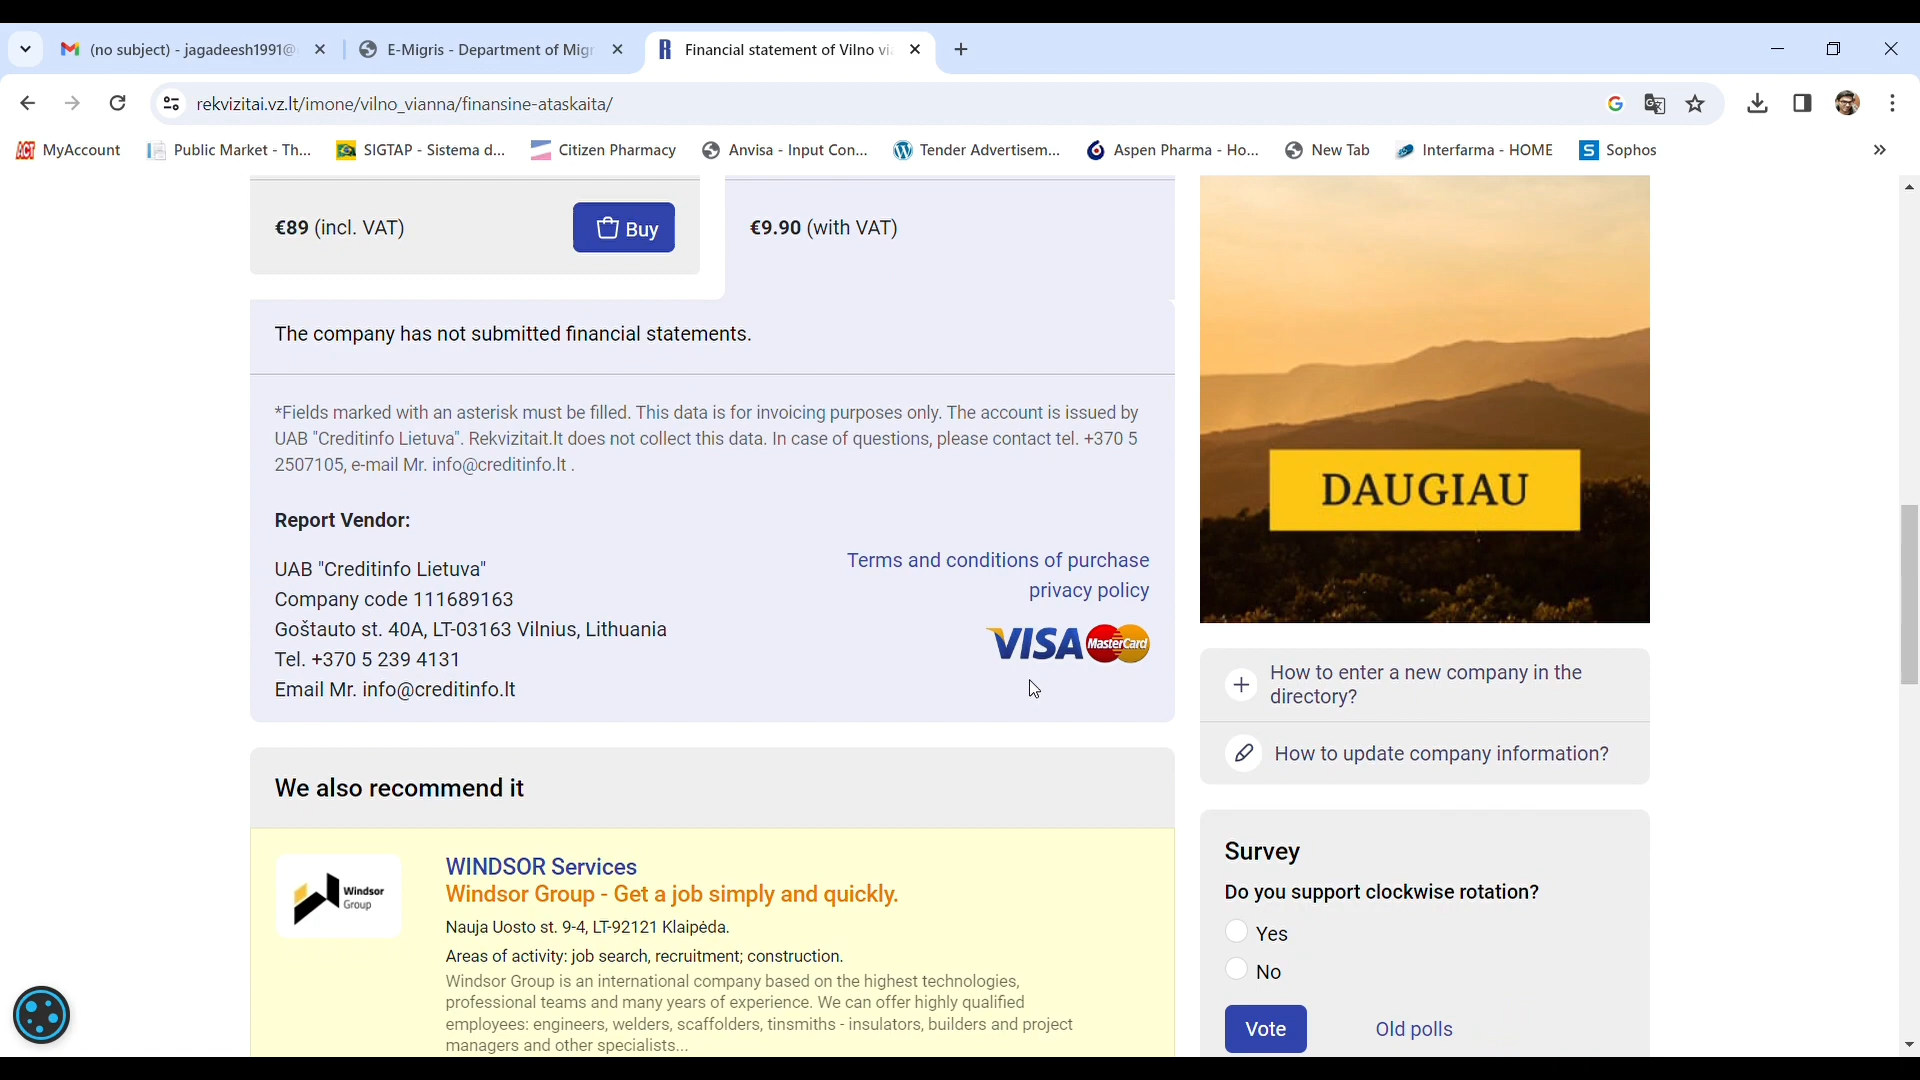 (no subject) - jagadeesh1991@
E-Migris - Department of Migr
Financial statement of Vilno vi
rekvizitai.vz.lt/imone/vilno_vianna/finansine-ataskaita/
MyAccount
Public Market - Th...
SIGTAP - Sistema d...
Citizen Pharmacy
Anvisa - Input Con...
Tender Advertisem...
Aspen Pharma - Ho...
New Tab
Interfarma - HOME
Sophos
€89 (incl. VAT)
Buy
€9.90 (with VAT)
The company has not submitted financial statements.
*Fields marked with an asterisk must be filled. This data is for invoicing purposes only. The account is issued by
UAB "Creditinfo Lietuva". Rekvizitait.lt does not collect this data. In case of questions, please contact tel. +370 5
2507105, e-mail Mr. info@creditinfo.lt .
Report Vendor:
UAB "Creditinfo Lietuva"
Company code 111689163
Goštauto st. 40A, LT-03163 Vilnius, Lithuania
Tel. +370 5 239 4131
Email Mr. info@creditinfo.lt
Terms and conditions of purchase
privacy policy
VISA MasterCard
We also recommend it
Windsor
Group
WINDSOR Services
Windsor Group - Get a job simply and quickly.
Nauja Uosto st. 9-4, LT-92121 Klaipėda.
Areas of activity: job search, recruitment; construction.
Windsor Group is an international company based on the highest technologies,
professional teams and many years of experience. We can offer highly qualified
employees: engineers, welders, scaffolders, tinsmiths - insulators, builders and project
managers and other specialists...
DAUGIAU
How to enter a new company in the
directory?
How to update company information?
Survey
Do you support clockwise rotation?
Yes
No
Vote
Old polls